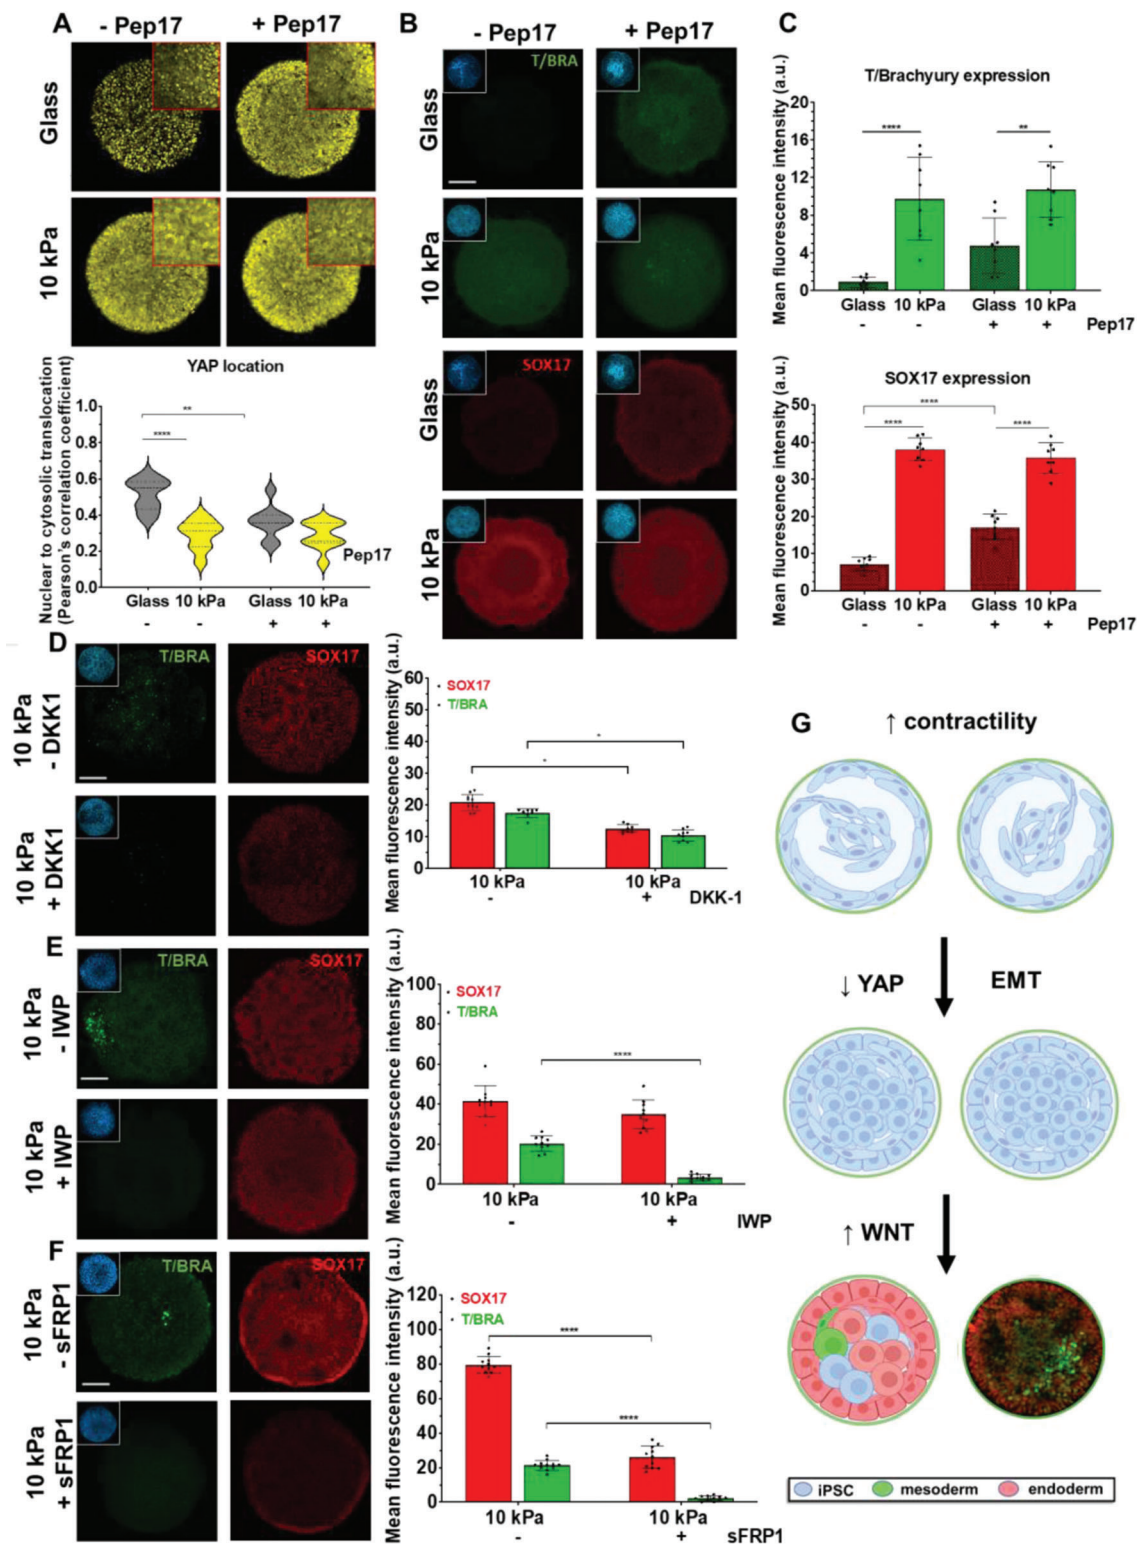 A
- Pep17
+ Pep17
Glass
10 kPa
YAP location
Nuclear to cytosolic translocation
(Pearson's correlation coefficient)
1.0
0.8
0.6
0.4
0.2
0.0
**
****
Pep17
Glass
10 kPa
Glass
10 kPa
-
-
+
+
B
- Pep17
+ Pep17
T/BRA
Glass
10 kPa
SOX17
Glass
10 kPa
C
T/Brachyury expression
Mean fluorescence intensity (a.u.)
20
16
12
8
4
0
****
**
Glass
10 kPa
Glass
10 kPa
-
-
+
+
Pep17
SOX17 expression
Mean fluorescence intensity (a.u.)
50
40
30
20
10
0
****
****
****
Glass
10 kPa
Glass
10 kPa
-
-
+
+
Pep17
D
T/BRA
SOX17
10 kPa
- DKK1
10 kPa
+ DKK1
Mean fluorescence intensity (a.u.)
60
50
40
30
20
10
0
SOX17
T/BRA
*
*
10 kPa
10 kPa
-
+
DKK-1
E
T/BRA
SOX17
10 kPa
- IWP
10 kPa
+ IWP
Mean fluorescence intensity (a.u.)
100
80
60
40
20
0
SOX17
T/BRA
****
10 kPa
10 kPa
-
+
IWP
F
T/BRA
SOX17
10 kPa
- sFRP1
10 kPa
+ sFRP1
Mean fluorescence intensity (a.u.)
120
100
80
60
40
20
0
SOX17
T/BRA
****
****
10 kPa
10 kPa
-
+
sFRP1
G
↑ contractility
↓ YAP
EMT
↑ WNT
iPSC
mesoderm
endoderm